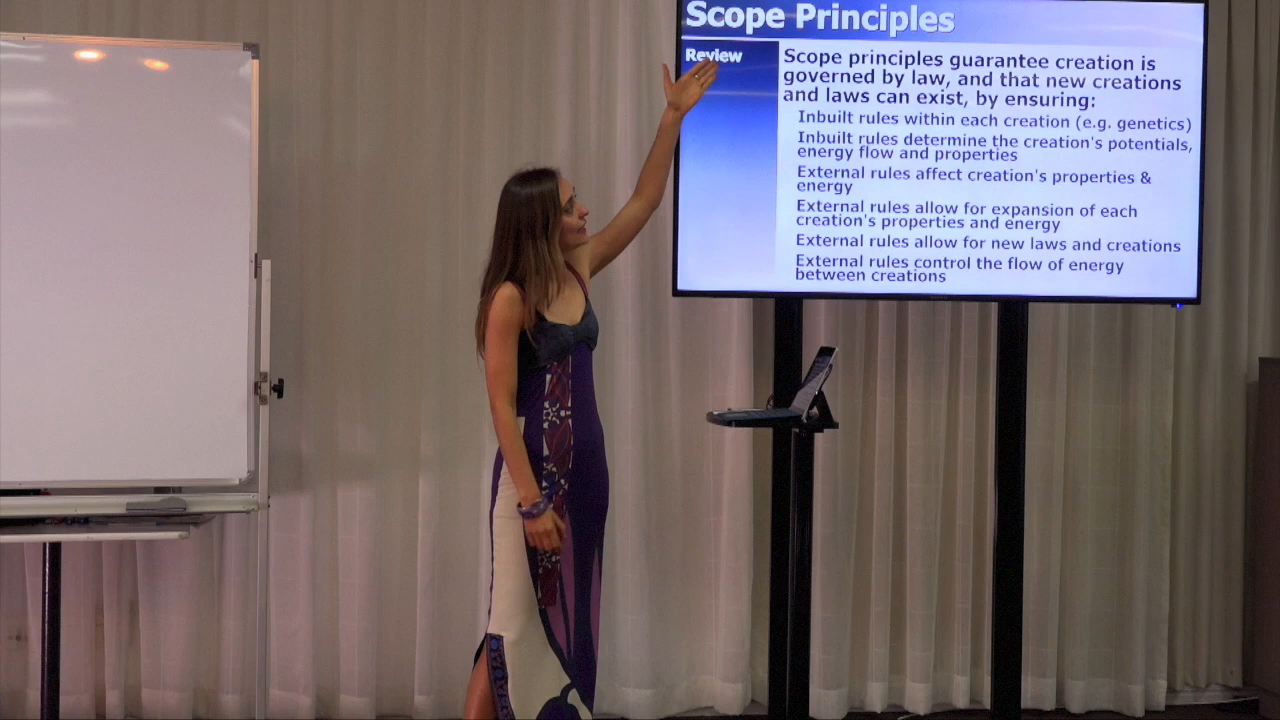 Scope Principles
Review
Scope principles guarantee creation is
governed by law, and that new creations
and laws can exist, by ensuring:
Inbuilt rules within each creation (e.g. genetics)
Inbuilt rules determine the creation's potentials,
energy flow and properties
External rules affect creation's properties &
energy
External rules allow for expansion of each
creation's properties and energy
External rules allow for new laws and creations
External rules control the flow of energy
between creations